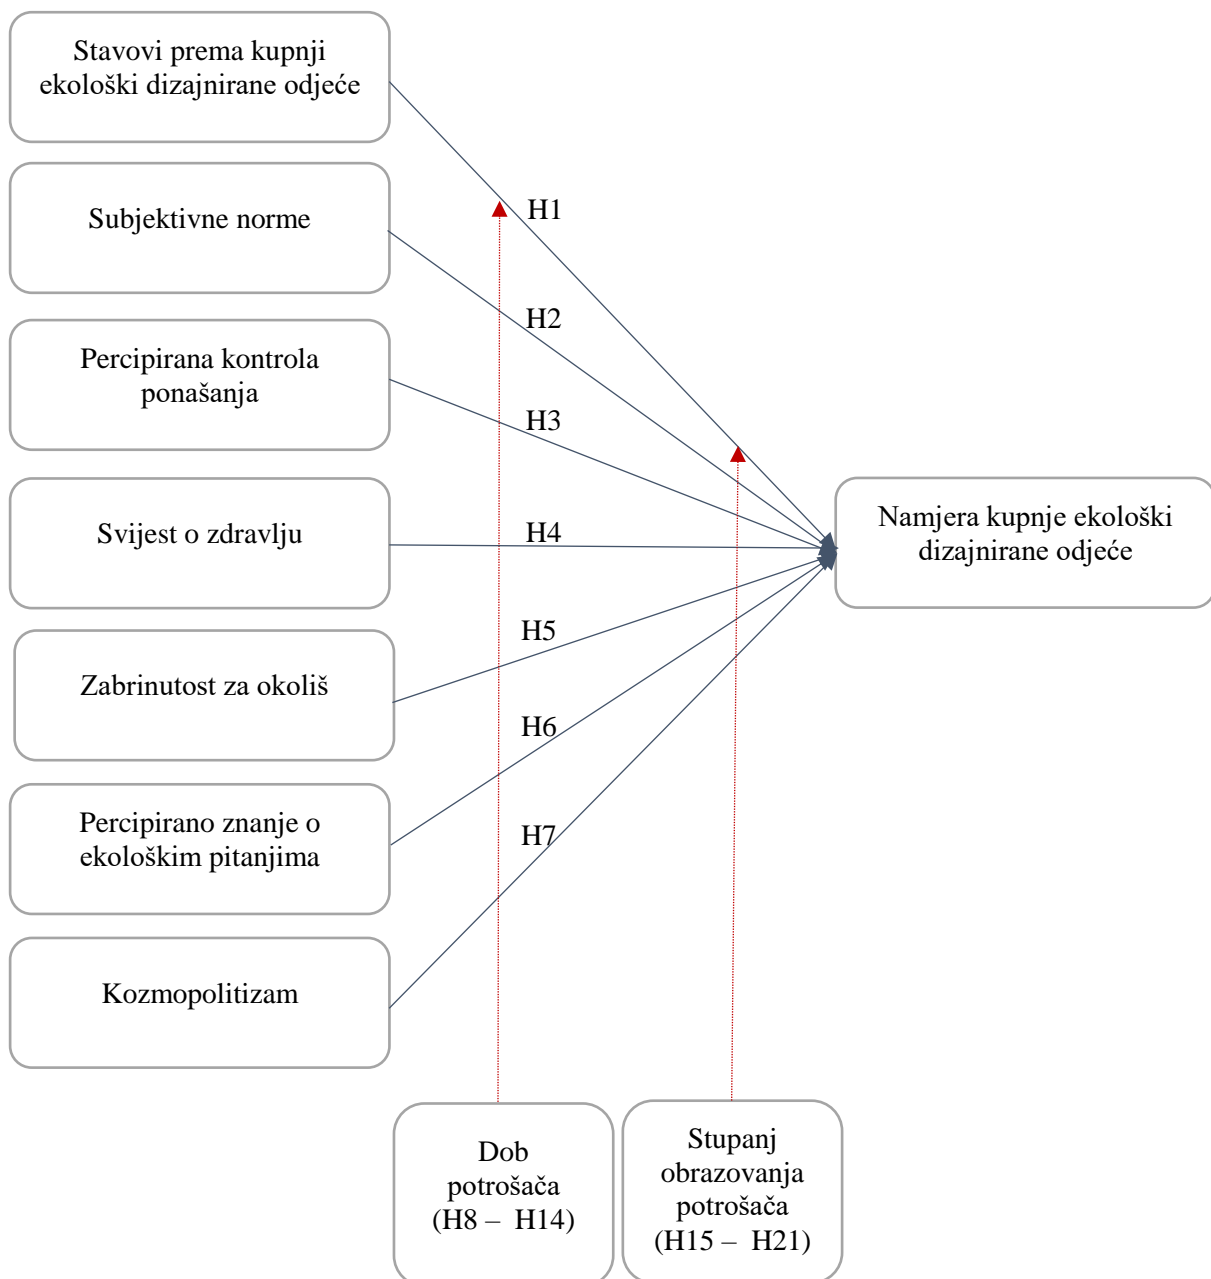 Stavovi prema kupnji
ekološki dizajnirane odjeće
H1
Subjektivne norme
H2
Percipirana kontrola
ponašanja
H3
Svijest o zdravlju
H4
Namjera kupnje ekološki
dizajnirane odjeće
Zabrinutost za okoliš
H5
Percipirano znanje o
ekološkim pitanjima
H6
H7
Kozmopolitizam
Dob
potrošača
(H8 – H14)
Stupanj
obrazovanja
potrošača
(H15 – H21)